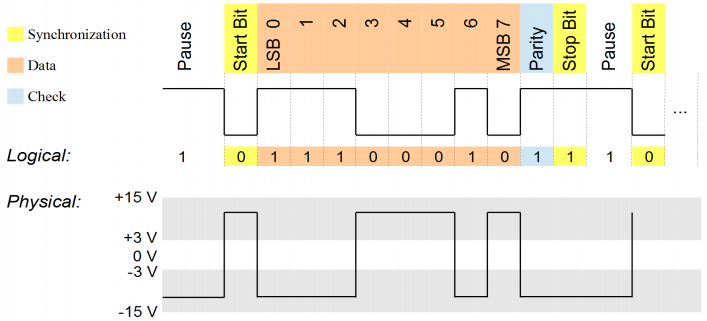 Synchronization
Data
Check
Pause
Start Bit
LSB 0
1
2
3
4
5
6
MSB 7
Parity
Stop Bit
Pause
Start Bit
...
Logical: 1 0 1 1 1 0 0 0 1 0 1 1 1 0
Physical:
+15 V
+3 V
0 V
-3 V
-15 V